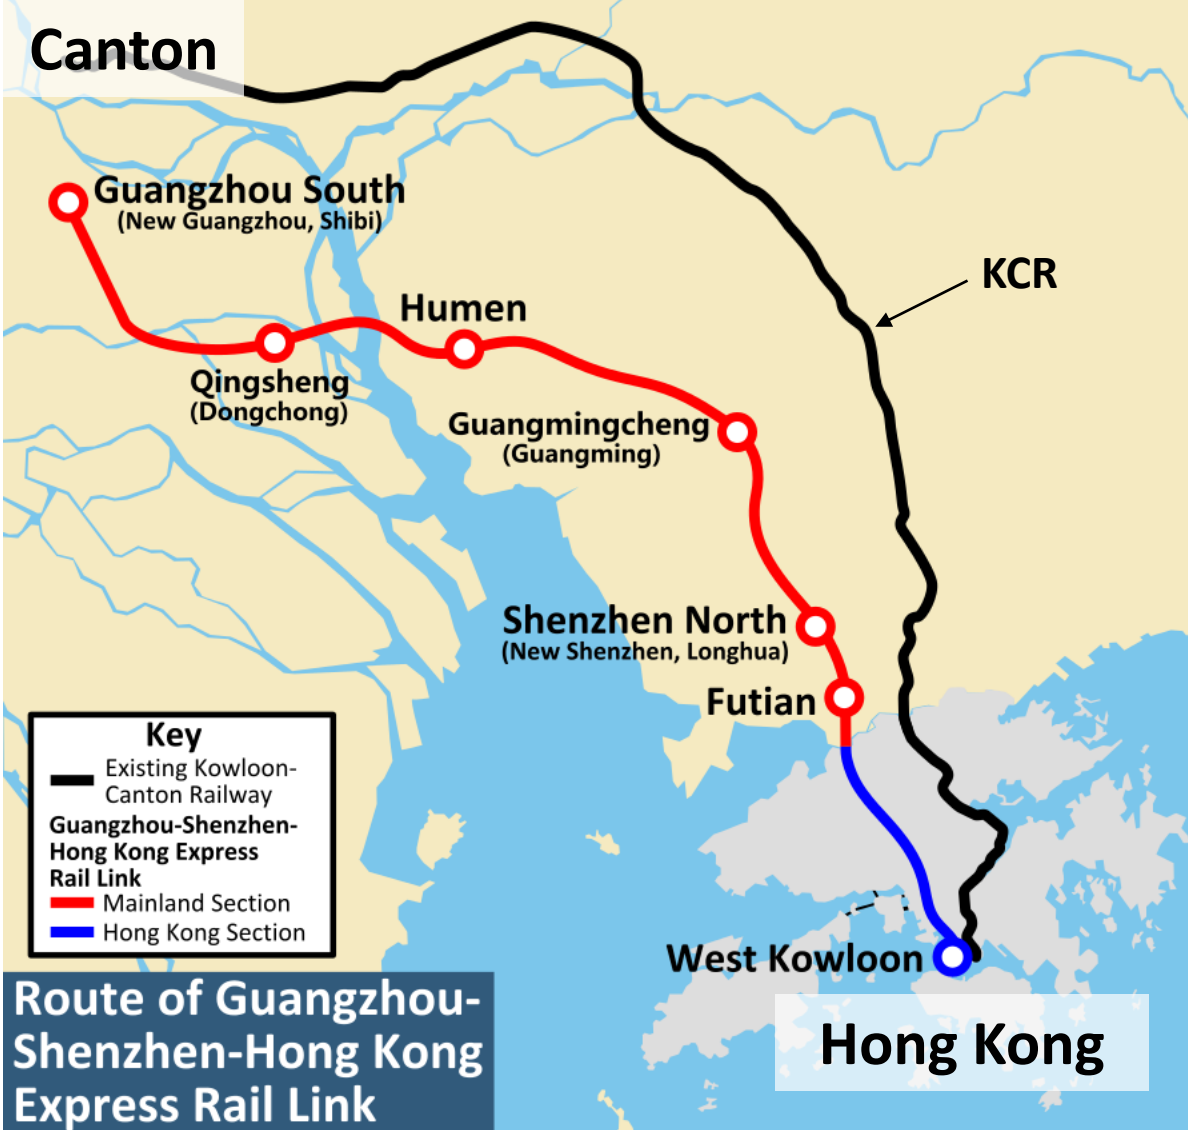 Canton
Guangzhou South
(New Guangzhou, Shibi)
KCR
Humen
Qingsheng
(Dongchong)
Guangmingcheng
(Guangming)
Shenzhen North
(New Shenzhen, Longhua)
Futian
Key
Existing Kowloon-
Canton Railway
Guangzhou-Shenzhen-
Hong Kong Express
Rail Link
Mainland Section
Hong Kong Section
West Kowloon
Route of Guangzhou-
Shenzhen-Hong Kong
Express Rail Link
Hong Kong